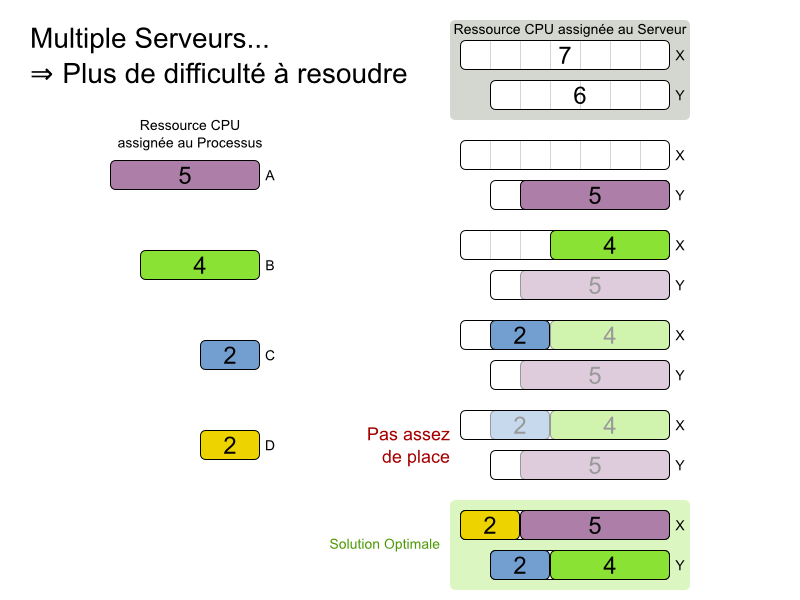 Multiple Serveurs...
⇒ Plus de difficulté à resoudre
Ressource CPU assignée au Serveur
7 X
6 Y
Ressource CPU
assignée au Processus
5 A
X
5 Y
4 B
4 X
5 Y
2 C
2 4 X
5 Y
2 D
Pas assez
de place
2 4 X
5 Y
Solution Optimale
2 5 X
2 4 Y